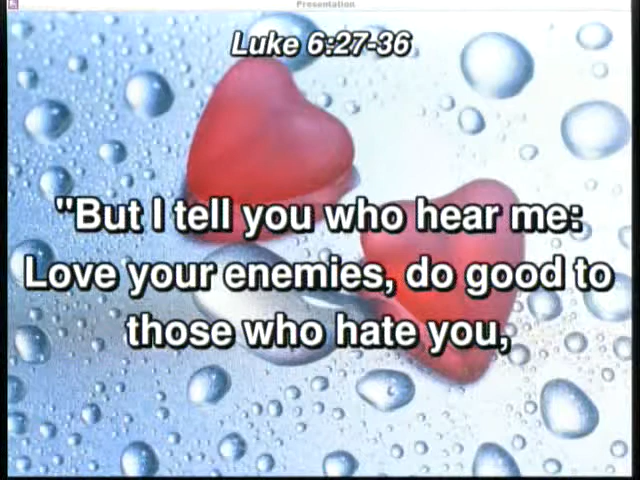 Presentation
Luke 6:27-36
"But I tell you who hear me:
Love your enemies, do good to
those who hate you,